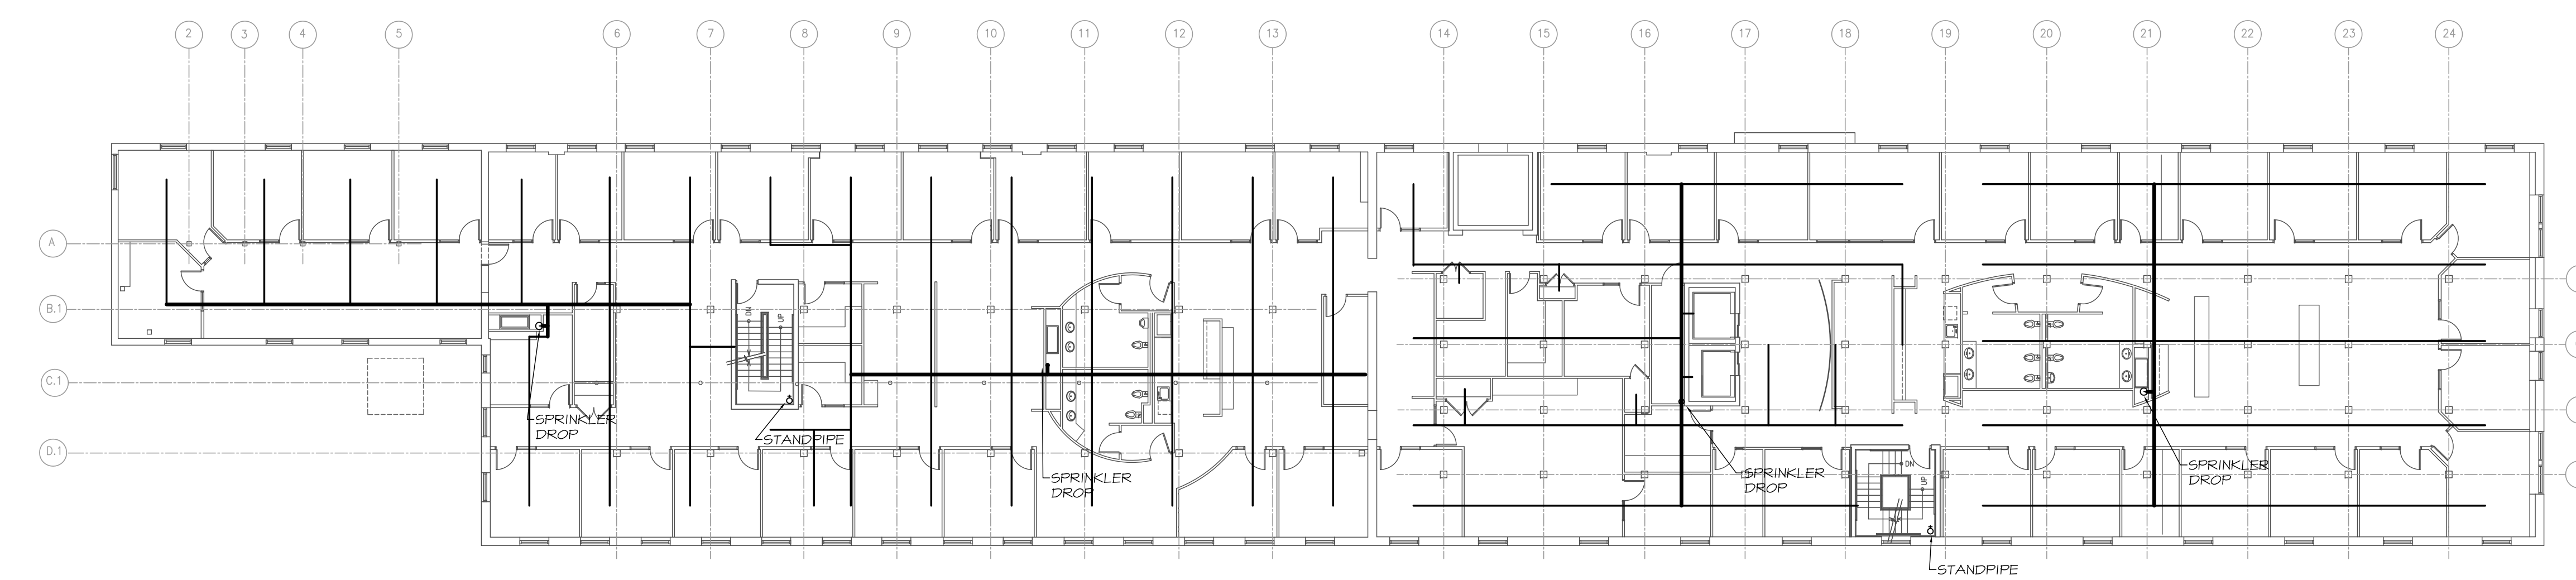 2 3 4 5 6 7 8 9 10 11 12 13 14 15 16 17 18 19 20 21 22 23 24
A
B.1
DN
UP
C.1
SPRINKLER
DROP
STANDPIPE
D.1
SPRINKLER
DROP
SPRINKLER
DROP
SPRINKLER
DROP
DN
UP
STANDPIPE